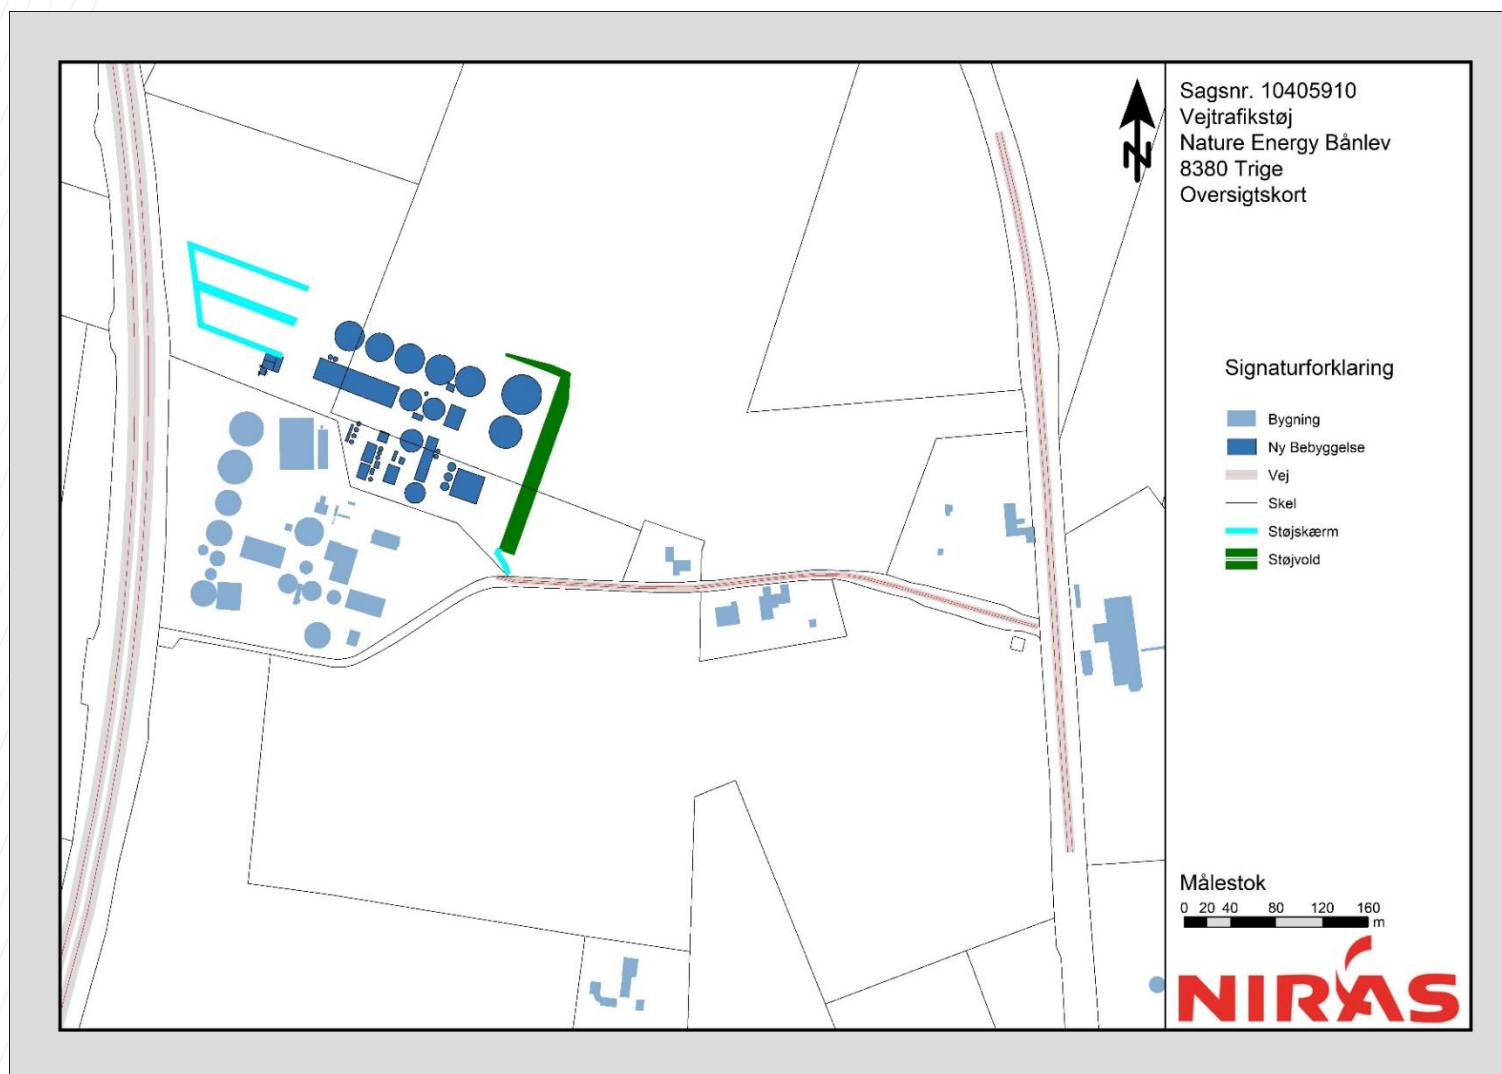 Sagsnr. 10405910
Vejtrafikstøj
Nature Energy Bånlev
8380 Trige
Oversigtskort
N
Signaturforklaring
Bygning
Ny Bebyggelse
Vej
Skel
Støjskærm
Støjvold
Målestok
0 20 40 80 120 160
m
NIRAS